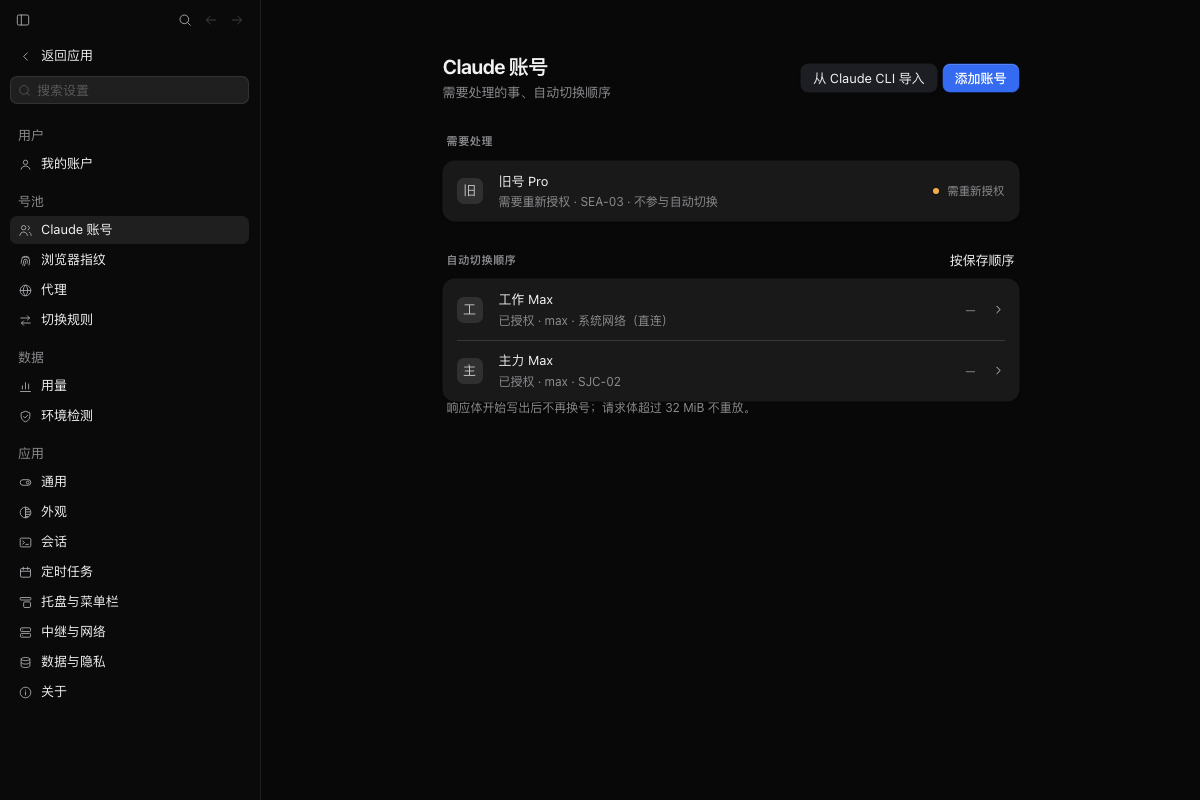 返回应用
搜索设置
用户
我的账户
号池
Claude 账号
浏览器指纹
代理
切换规则
数据
用量
环境检测
应用
通用
外观
会话
定时任务
托盘与菜单栏
中继与网络
数据与隐私
关于
Claude 账号
需要处理的事、自动切换顺序
从 Claude CLI 导入
添加账号
需要处理
旧
旧号 Pro
需要重新授权 · SEA-03 · 不参与自动切换
需重新授权
自动切换顺序
按保存顺序
工
工作 Max
已授权 · max · 系统网络（直连）
—
主
主力 Max
已授权 · max · SJC-02
—
响应体开始写出后不再换号；请求体超过 32 MiB 不重放。